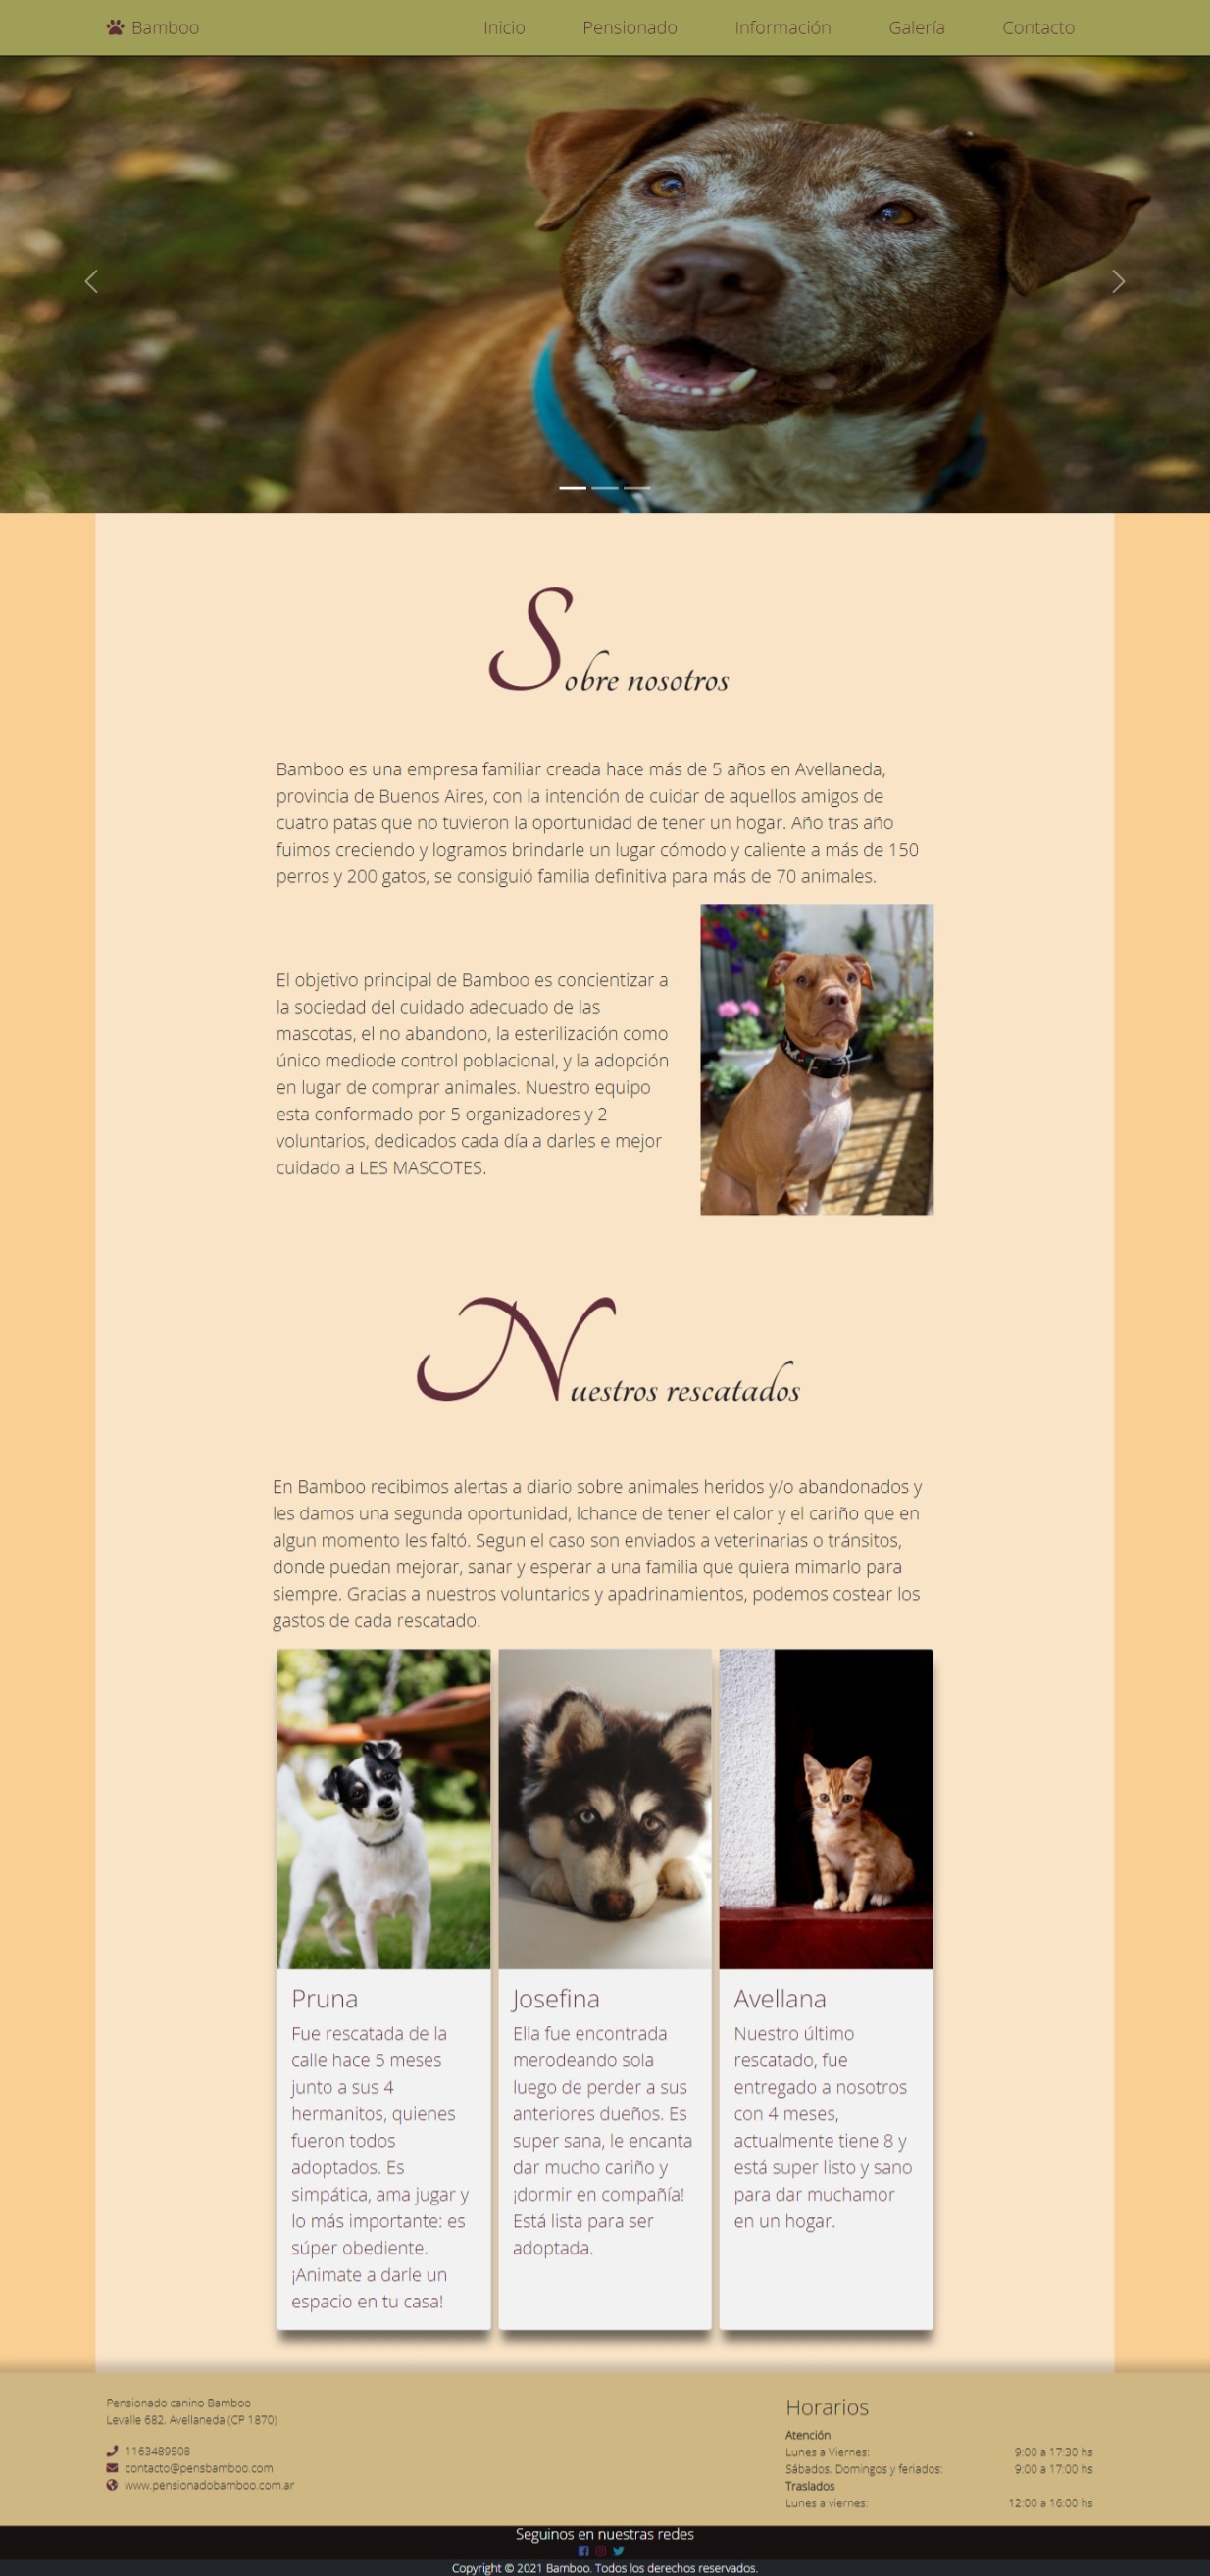 Bamboo Inicio Pensionado Información Galería Contacto
Sobre nosotros
Bamboo es una empresa familiar creada hace más de 5 años en Avellaneda,
provincia de Buenos Aires, con la intención de cuidar de aquellos amigos de
cuatro patas que no tuvieron la oportunidad de tener un hogar. Año tras año
fuimos creciendo y logramos brindarle un lugar cómodo y caliente a más de 150
perros y 200 gatos, se consiguió familia definitiva para más de 70 animales.
El objetivo principal de Bamboo es concientizar a
la sociedad del cuidado adecuado de las
mascotas, el no abandono, la esterilización como
único mediode control poblacional, y la adopción
en lugar de comprar animales. Nuestro equipo
esta conformado por 5 organizadores y 2
voluntarios, dedicados cada día a darles e mejor
cuidado a LES MASCOTES.
Nuestros rescatados
En Bamboo recibimos alertas a diario sobre animales heridos y/o abandonados y
les damos una segunda oportunidad, lchance de tener el calor y el cariño que en
algun momento les faltó. Segun el caso son enviados a veterinarias o tránsitos,
donde puedan mejorar, sanar y esperar a una familia que quiera mimarlo para
siempre. Gracias a nuestros voluntarios y apadrinamientos, podemos costear los
gastos de cada rescatado.
Pruna
Fue rescatada de la
calle hace 5 meses
junto a sus 4
hermanitos, quienes
fueron todos
adoptados. Es
simpática, ama jugar y
lo más importante: es
súper obediente.
¡Animate a darle un
espacio en tu casa!
Josefina
Ella fue encontrada
merodeando sola
luego de perder a sus
anteriores dueños. Es
super sana, le encanta
dar mucho cariño y
¡dormir en compañía!
Está lista para ser
adoptada.
Avellana
Nuestro último
rescatado, fue
entregado a nosotros
con 4 meses,
actualmente tiene 8 y
está super listo y sano
para dar muchamor
en un hogar.
Pensionado canino Bamboo
Levalle 682, Avellaneda (CP 1870)
1163489508
contacto@pensbamboo.com
www.pensionadobamboo.com.ar
Horarios
Atención
Lunes a Viernes: 9:00 a 17:30 hs
Sábados, Domingos y feriados: 9:00 a 17:00 hs
Traslados
Lunes a viernes: 12:00 a 16:00 hs
Seguinos en nuestras redes
Copyright © 2021 Bamboo. Todos los derechos reservados.